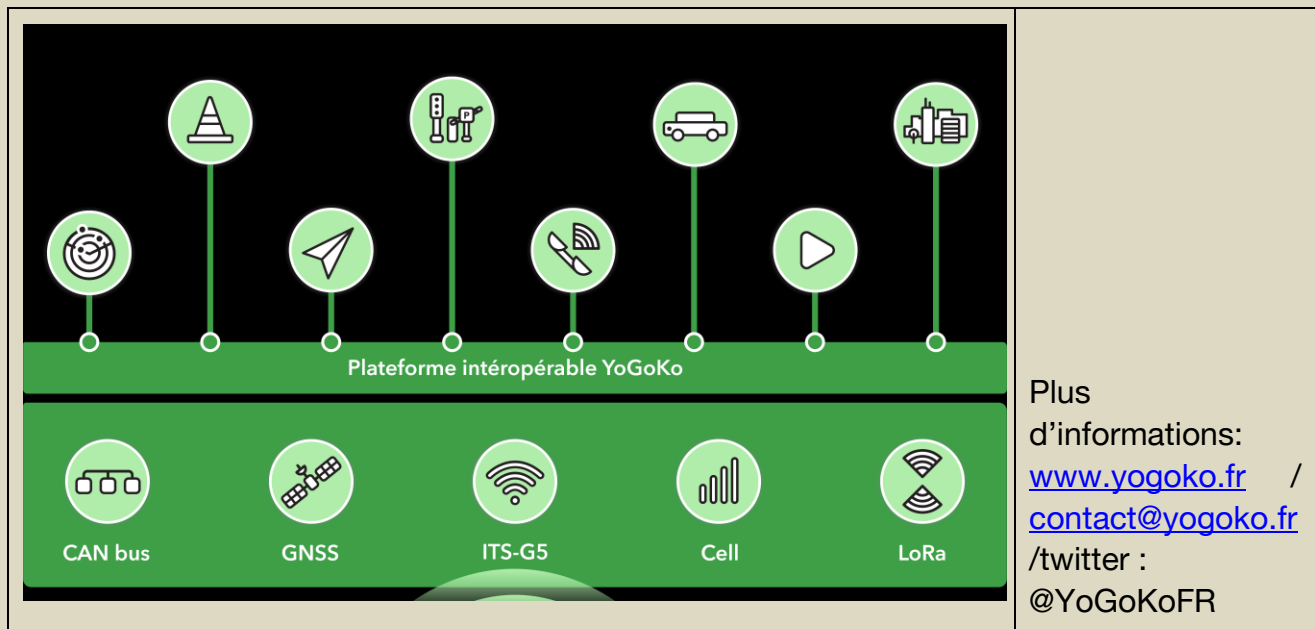 P
Plateforme intéropérable YoGoKo
CAN bus
GNSS
ITS-G5
Cell
LoRa
Plus
d’informations:
www.yogoko.fr /
contact@yogoko.fr
/twitter :
@YoGoKoFR